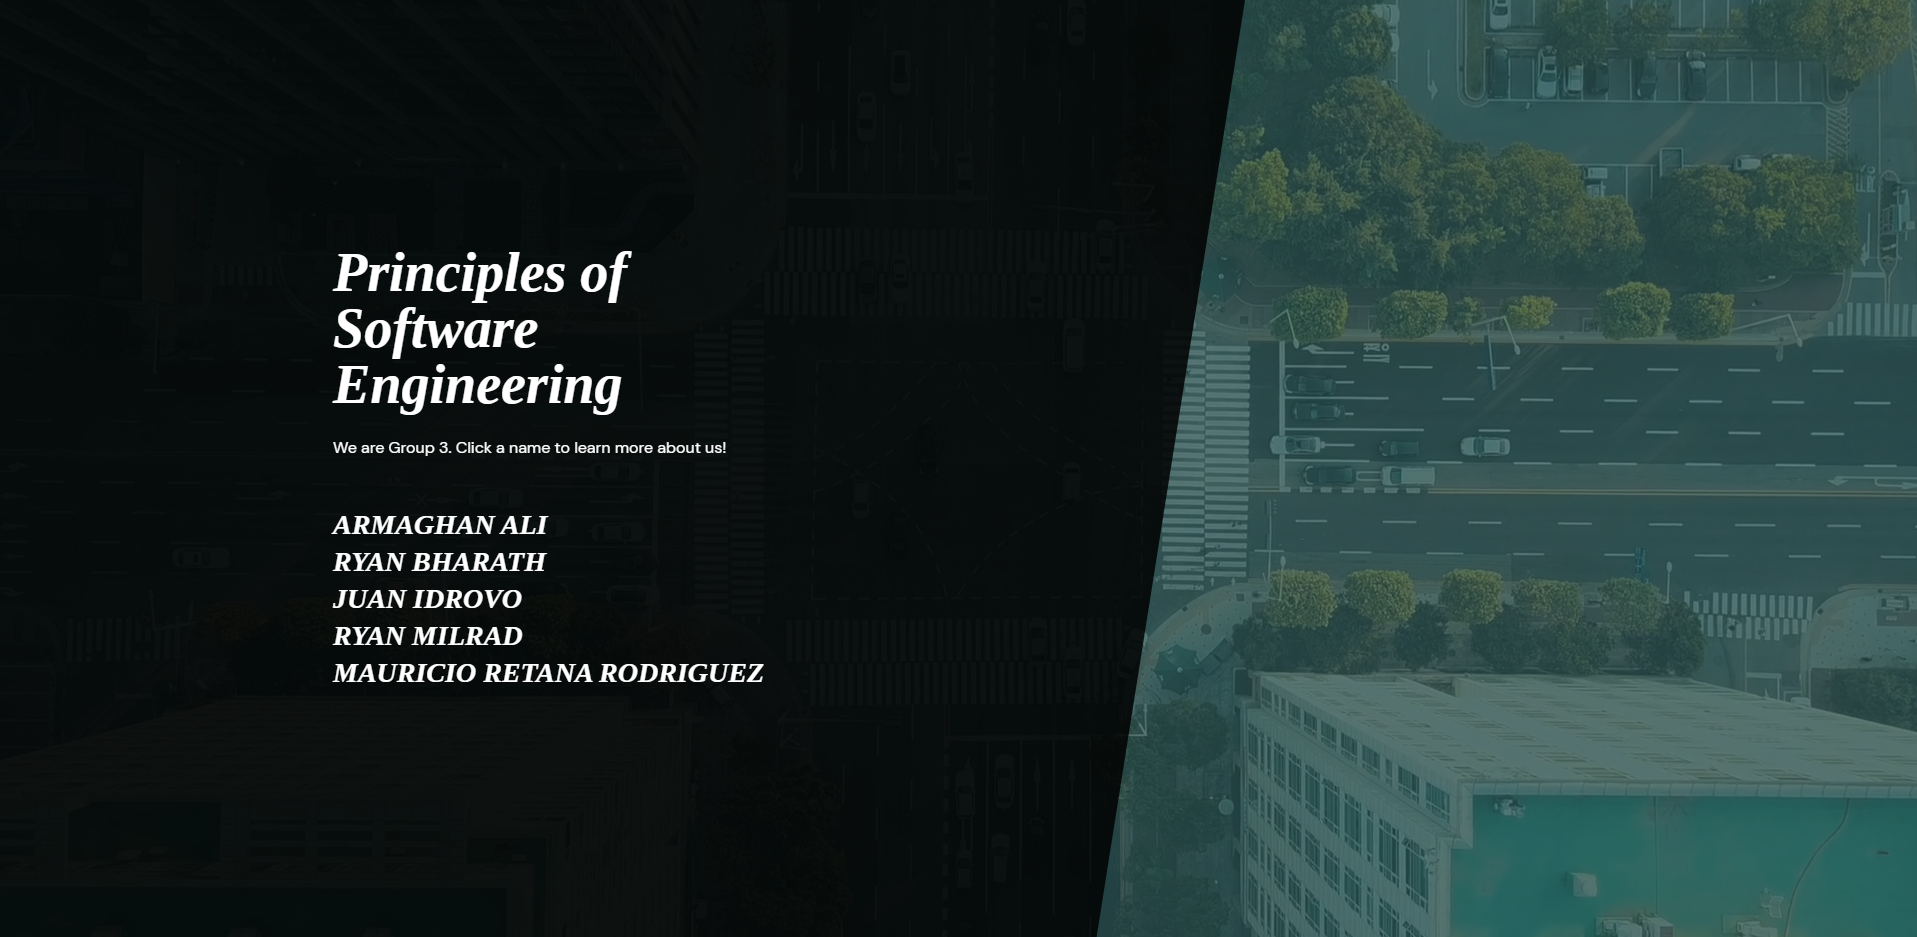 Principles of
Software
Engineering
We are Group 3. Click a name to learn more about us!
ARMAGHAN ALI
RYAN BHARATH
JUAN IDROVO
RYAN MILRAD
MAURICIO RETANA RODRIGUEZ